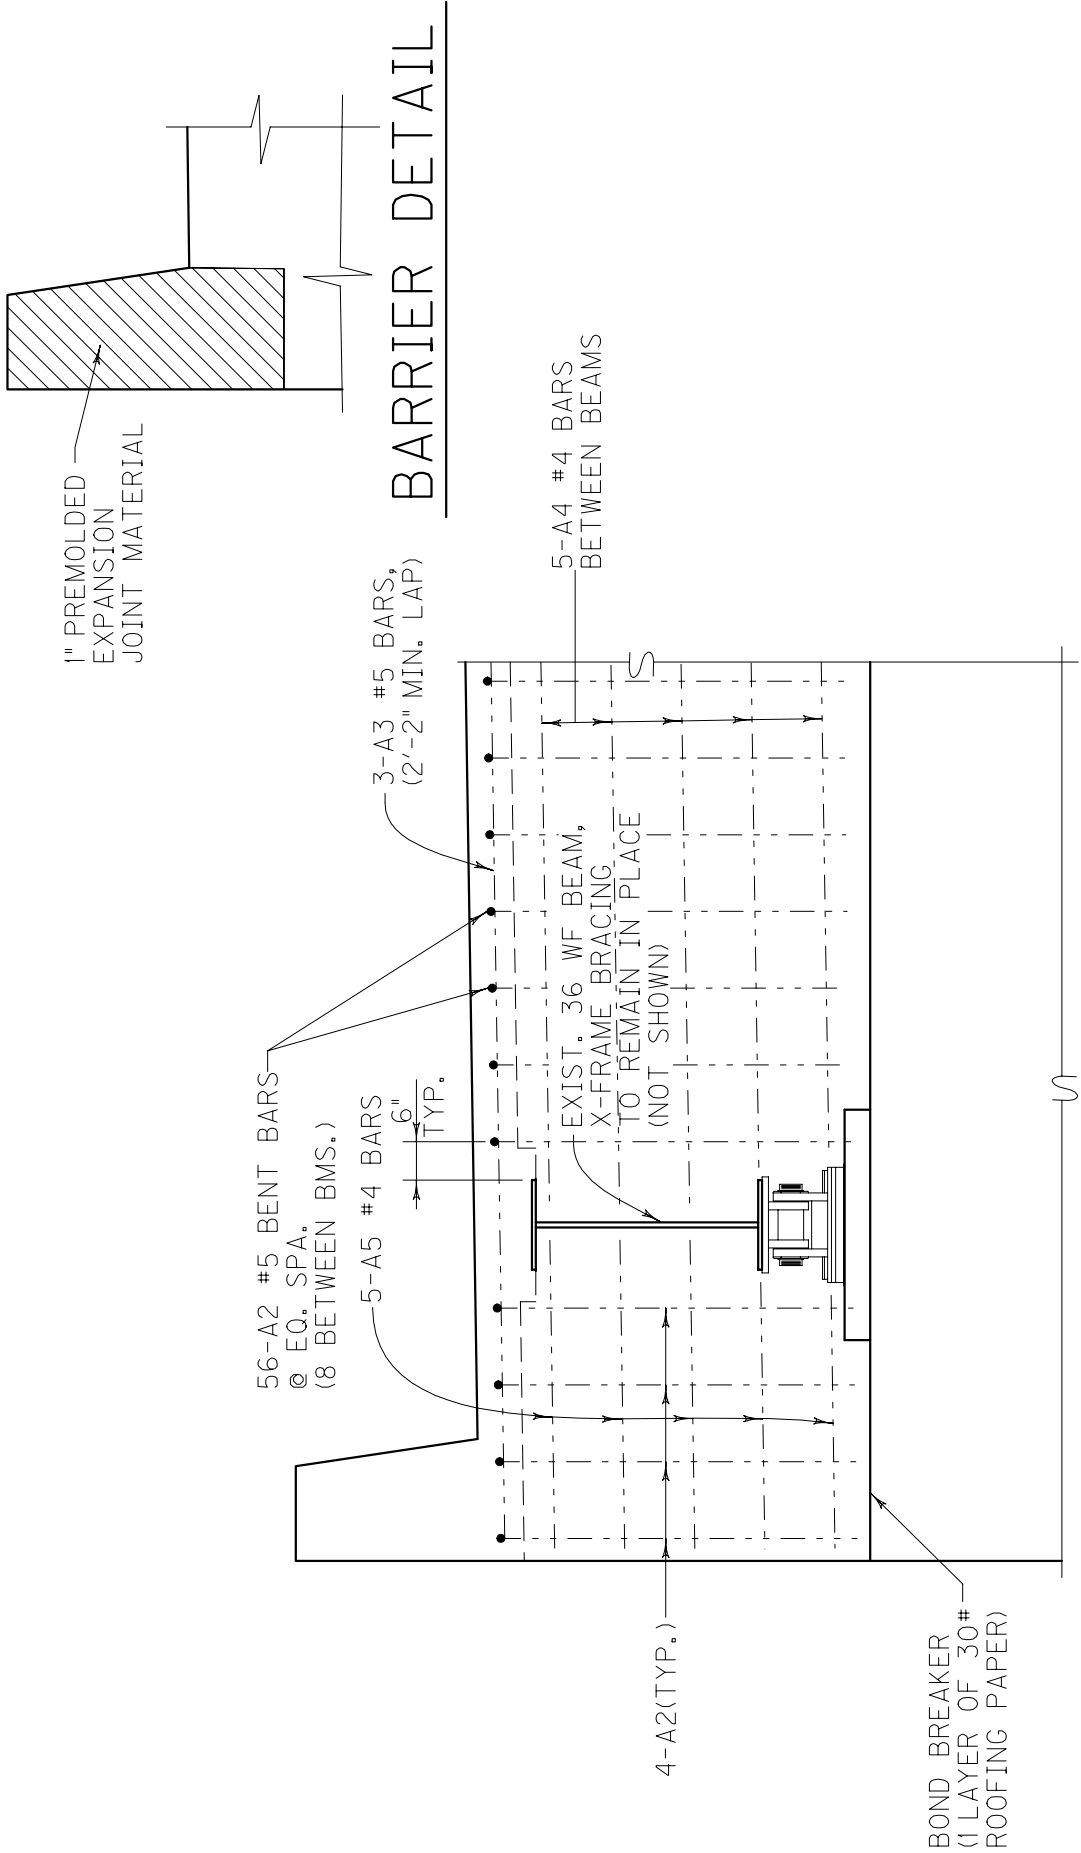 1" PREMOLDED
EXPANSION
JOINT MATERIAL
BARRIER DETAIL
56-A2 #5 BENT BARS
@ EQ. SPA.
(8 BETWEEN BMS.)
5-A5 #4 BARS
6"
TYP.
3-A3 #5 BARS,
(2'-2" MIN. LAP)
5-A4 #4 BARS
BETWEEN BEAMS
EXIST. 36 WF BEAM,
X-FRAME BRACING
TO REMAIN IN PLACE
(NOT SHOWN)
4-A2(TYP.)
BOND BREAKER
(1 LAYER OF 30#
ROOFING PAPER)